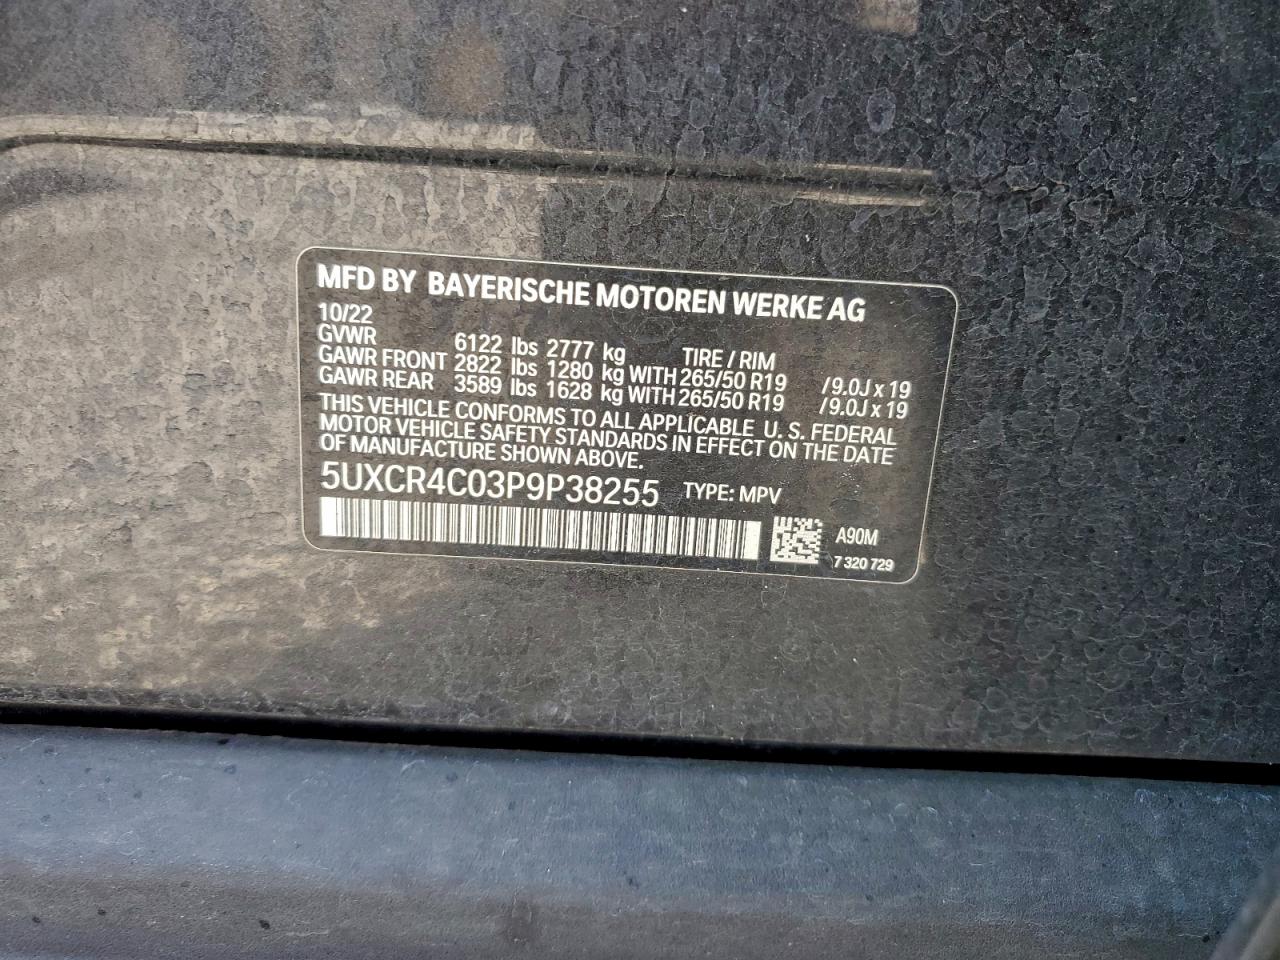 MFD BY BAYERISCHE MOTOREN WERKE AG
10/22
GVWR 6122 lbs 2777 kg TIRE / RIM
GAWR FRONT 2822 lbs 1280 kg WITH 265/50 R19 / 9.0J x 19
GAWR REAR 3589 lbs 1628 kg WITH 265/50 R19 / 9.0J x 19
THIS VEHICLE CONFORMS TO ALL APPLICABLE U. S. FEDERAL
MOTOR VEHICLE SAFETY STANDARDS IN EFFECT ON THE DATE
OF MANUFACTURE SHOWN ABOVE.
5UXCR4C03P9P38255 TYPE: MPV
A90M
7 320 729